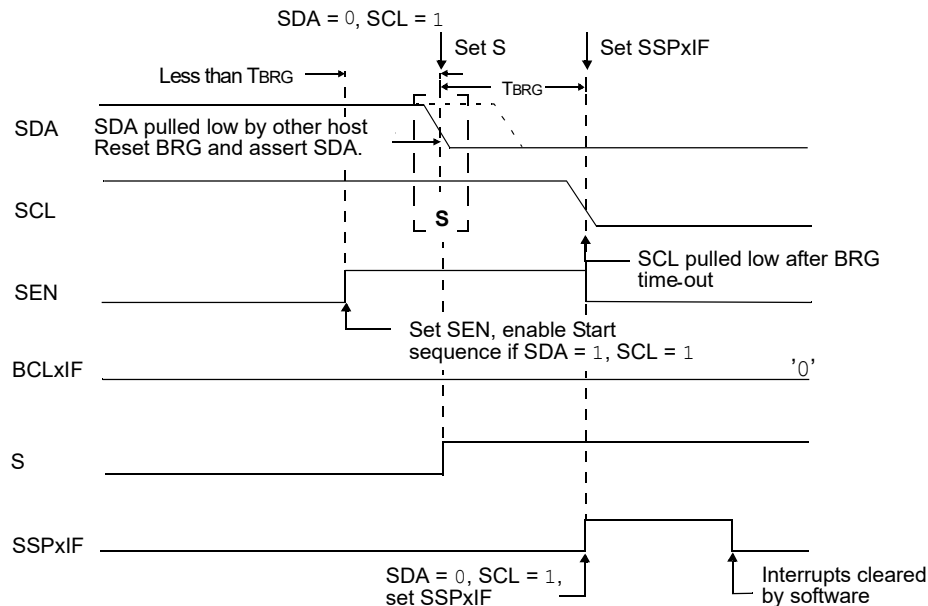 SDA = 0, SCL = 1
Set S
Set SSPxIF
Less than TBRG
TBRG
SDA
SDA pulled low by other host
Reset BRG and assert SDA.
SCL
S
SCL pulled low after BRG
time-out
SEN
Set SEN, enable Start
sequence if SDA = 1, SCL = 1
BCLxIF
'0'
S
SSPxIF
SDA = 0, SCL = 1,
set SSPxIF
Interrupts cleared
by software